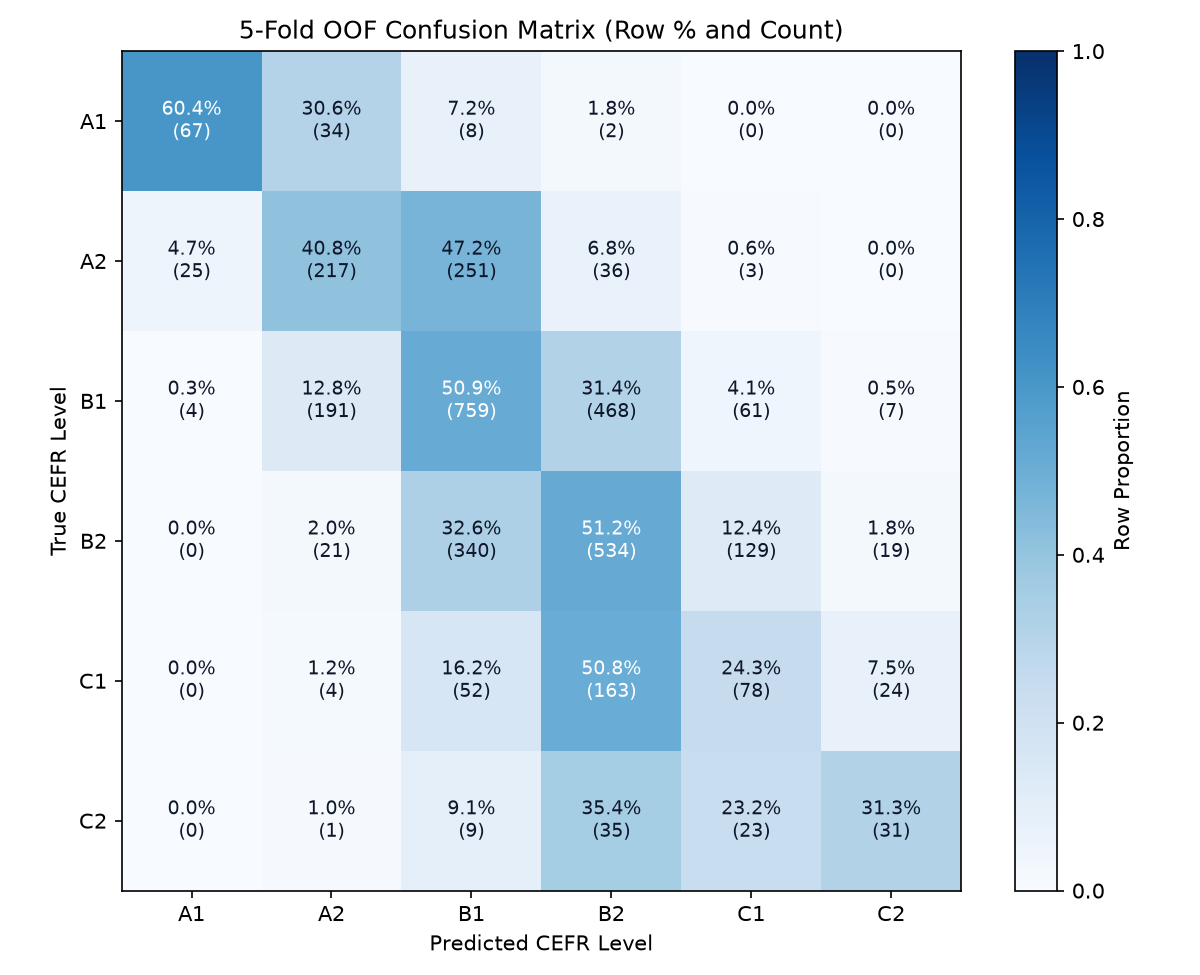 5-Fold OOF Confusion Matrix (Row % and Count)
A1
60.4% 30.6% 7.2% 1.8% 0.0% 0.0%
(67) (34) (8) (2) (0) (0)
A2
4.7% 40.8% 47.2% 6.8% 0.6% 0.0%
(25) (217) (251) (36) (3) (0)
B1
0.3% 12.8% 50.9% 31.4% 4.1% 0.5%
(4) (191) (759) (468) (61) (7)
B2
0.0% 2.0% 32.6% 51.2% 12.4% 1.8%
(0) (21) (340) (534) (129) (19)
C1
0.0% 1.2% 16.2% 50.8% 24.3% 7.5%
(0) (4) (52) (163) (78) (24)
C2
0.0% 1.0% 9.1% 35.4% 23.2% 31.3%
(0) (1) (9) (35) (23) (31)
A1 A2 B1 B2 C1 C2
Predicted CEFR Level
True CEFR Level
1.0
0.8
0.6
0.4
0.2
0.0
Row Proportion